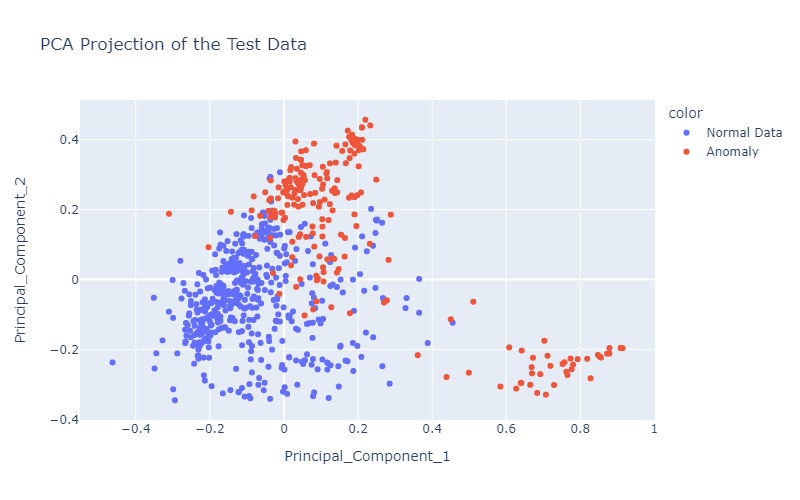 PCA Projection of the Test Data
color
Normal Data
Anomaly
0.4
0.2
0
−0.2
−0.4
Principal_Component_2
−0.4
−0.2
0
0.2
0.4
0.6
0.8
1
Principal_Component_1